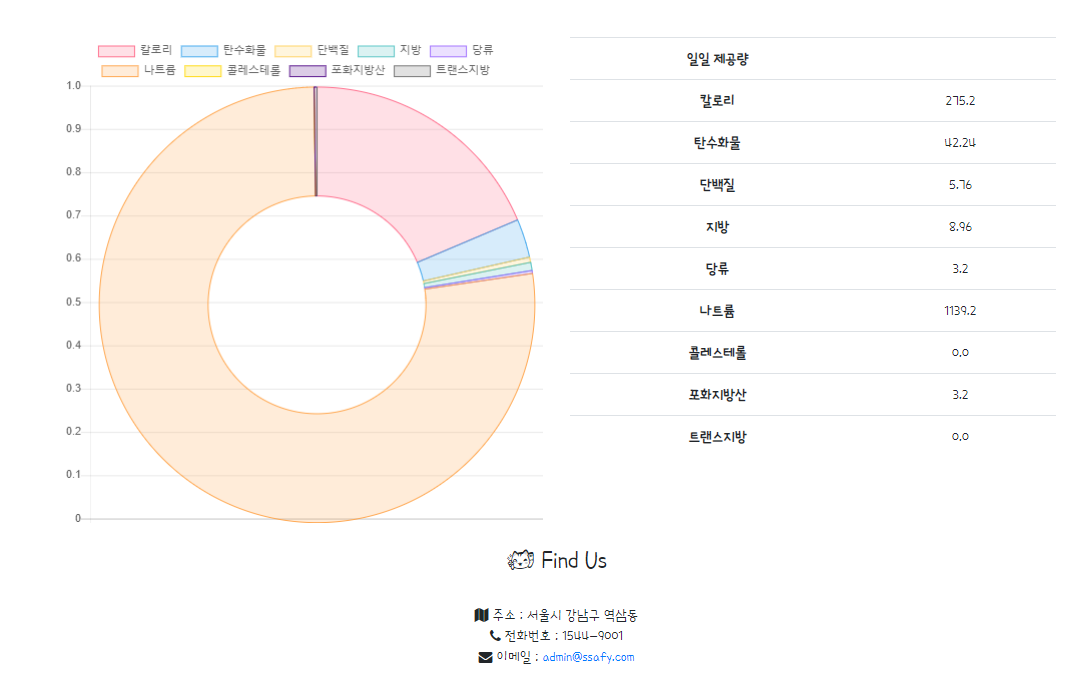 칼로리 탄수화물 단백질 지방 당류
나트륨 콜레스테롤 포화지방산 트랜스지방
1.0
0.9
0.8
0.7
0.6
0.5
0.4
0.3
0.2
0.1
0
일일 제공량
칼로리 275.2
탄수화물 42.24
단백질 5.76
지방 8.96
당류 3.2
나트륨 1139.2
콜레스테롤 0.0
포화지방산 3.2
트랜스지방 0.0
Find Us
주소 : 서울시 강남구 역삼동
전화번호 : 1544-9001
이메일 : admin@ssafy.com